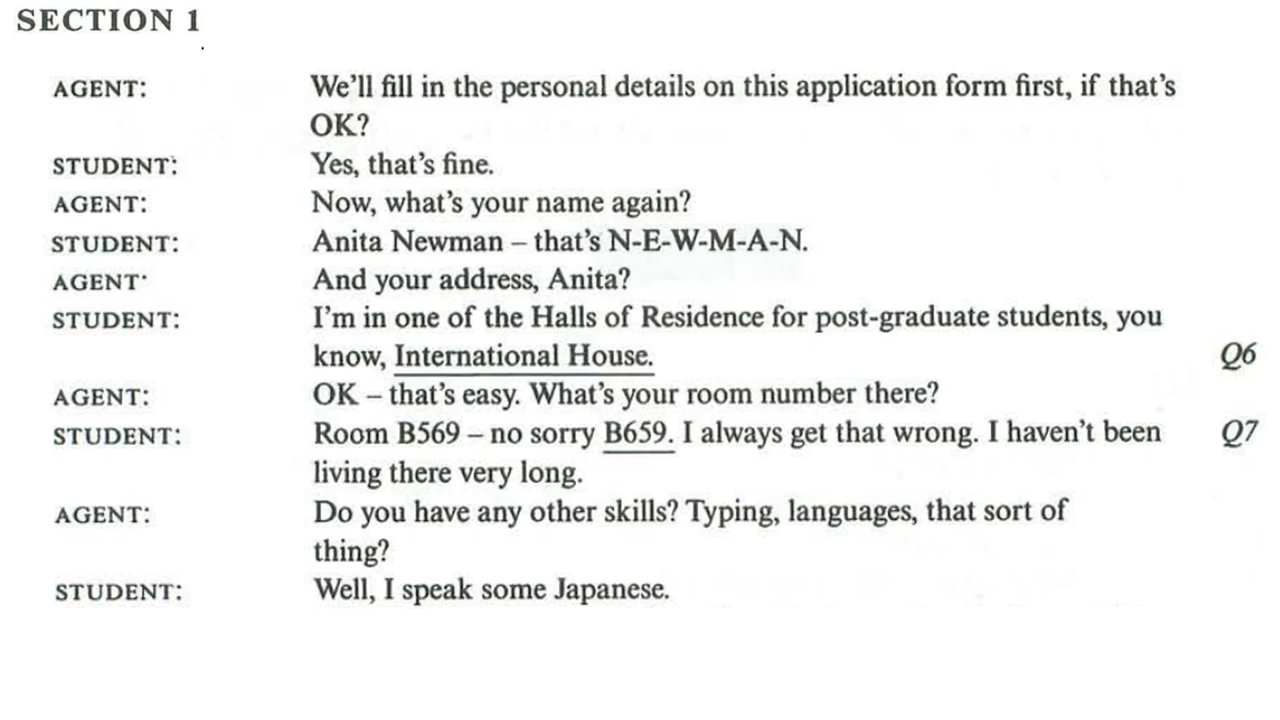 SECTION 1
AGENT: We'll fill in the personal details on this application form first, if that's
OK?
STUDENT: Yes, that's fine.
AGENT: Now, what's your name again?
STUDENT: Anita Newman – that's N-E-W-M-A-N.
AGENT· And your address, Anita?
STUDENT: I'm in one of the Halls of Residence for post-graduate students, you
know, International House. Q6
AGENT: OK – that's easy. What's your room number there?
STUDENT: Room B569 – no sorry B659. I always get that wrong. I haven't been Q7
living there very long.
AGENT: Do you have any other skills? Typing, languages, that sort of
thing?
STUDENT: Well, I speak some Japanese.